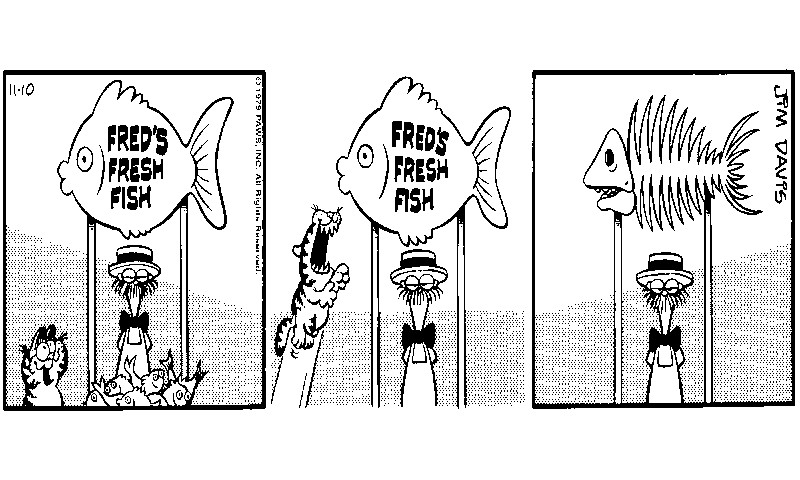 11-10
FRED'S
FRESH
FISH
© 1979 PAWS, INC. All Rights Reserved.
FRED'S
FRESH
FISH
JIM DAVIS